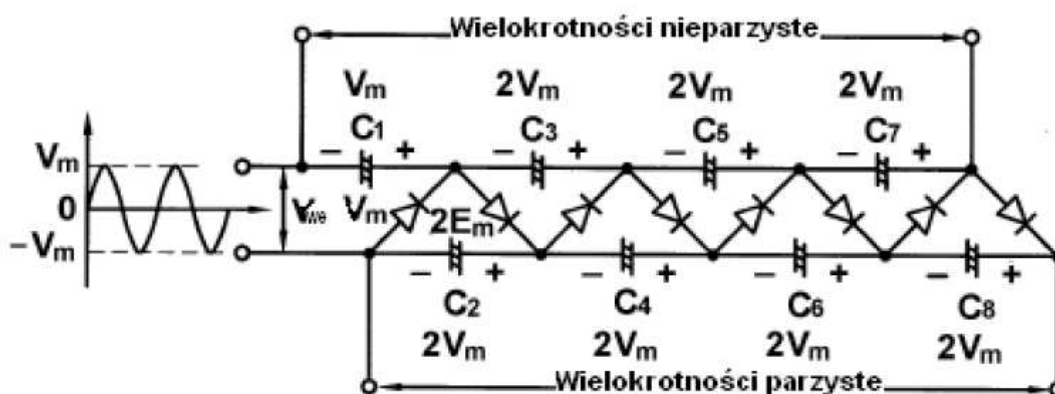 Wielokrotności nieparzyste
Vm 2Vm 2Vm 2Vm
C1 C3 C5 C7
− + − + − + − +
Vm
0
−Vm
Vwe Vm
2Em
− + − + − + − +
C2 C4 C6 C8
2Vm 2Vm 2Vm 2Vm
Wielokrotności parzyste